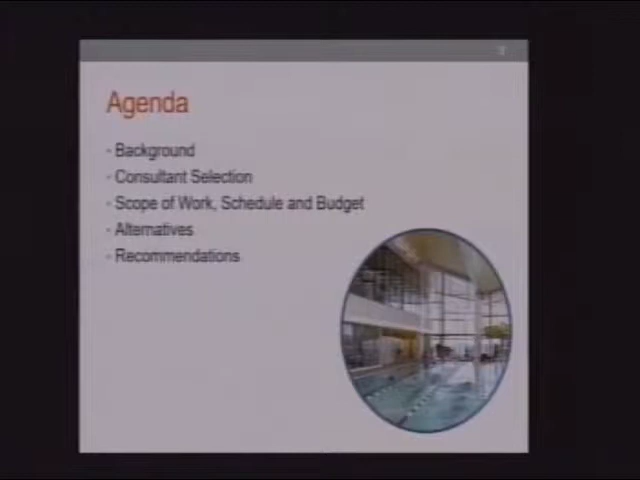 Agenda
· Background
· Consultant Selection
· Scope of Work, Schedule and Budget
· Alternatives
· Recommendations